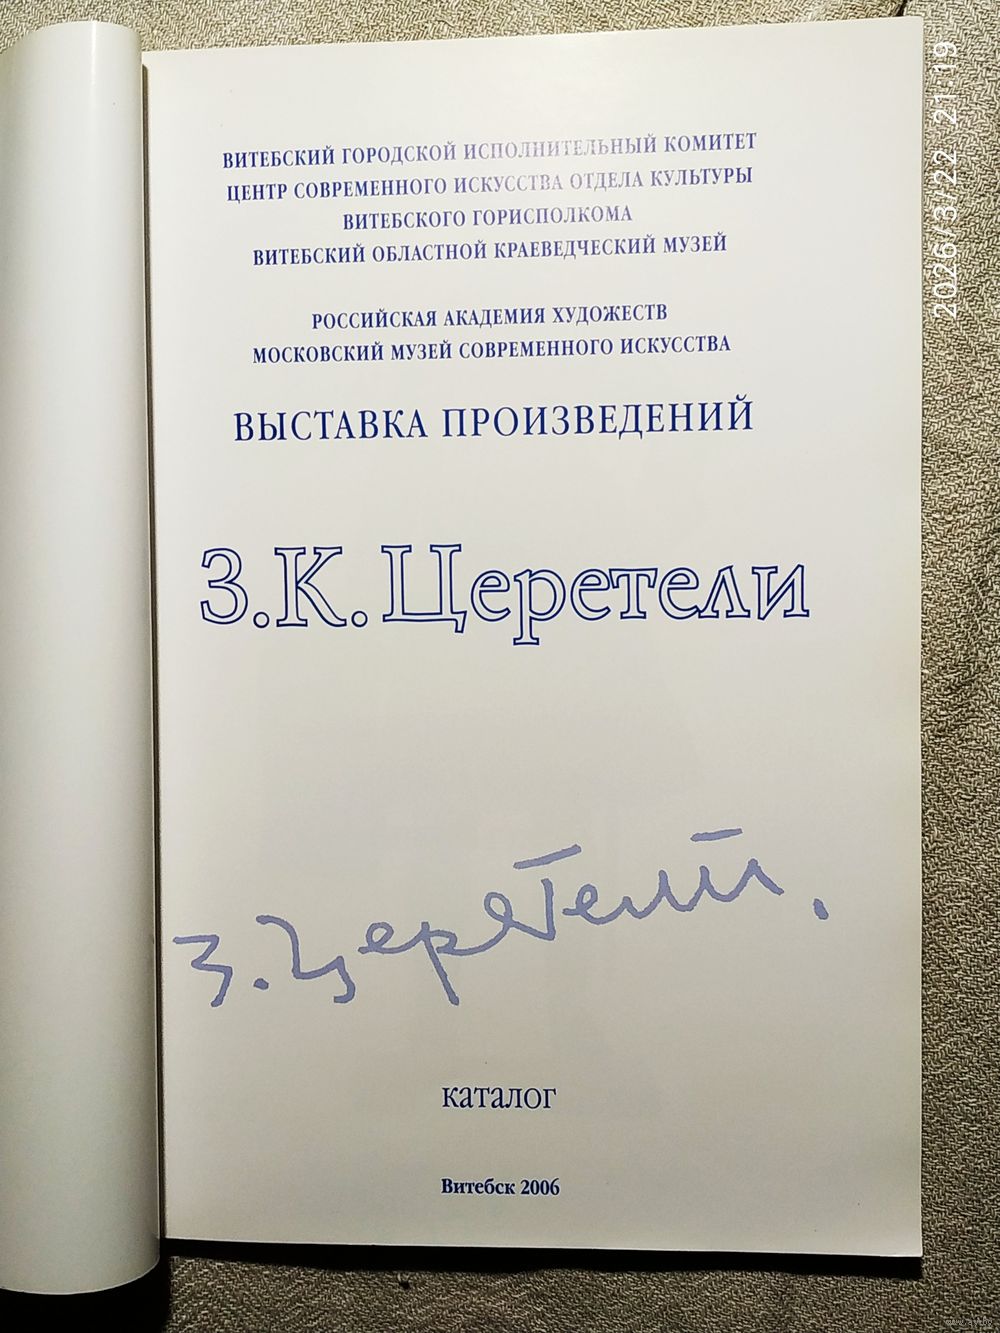 ВИТЕБСКИЙ ГОРОДСКОЙ ИСПОЛНИТЕЛЬНЫЙ КОМИТЕТ
ЦЕНТР СОВРЕМЕННОГО ИСКУССТВА ОТДЕЛА КУЛЬТУРЫ
ВИТЕБСКОГО ГОРИСПОЛКОМА
ВИТЕБСКИЙ ОБЛАСТНОЙ КРАЕВЕДЧЕСКИЙ МУЗЕЙ
РОССИЙСКАЯ АКАДЕМИЯ ХУДОЖЕСТВ
МОСКОВСКИЙ МУЗЕЙ СОВРЕМЕННОГО ИСКУССТВА
ВЫСТАВКА ПРОИЗВЕДЕНИЙ
З.К. Церетели
З. Церетели.
каталог
Витебск 2006
2026/3/22 21:19